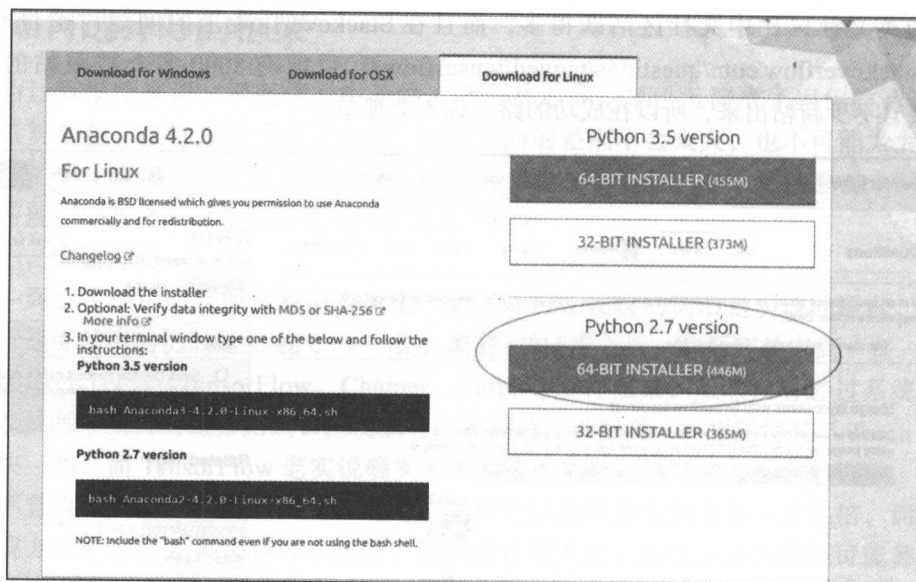 Download for Windows
Download for OSX
Download for Linux
Anaconda 4.2.0
For Linux
Anaconda is BSD licensed which gives you permission to use Anaconda
commercially and for redistribution.
Changelog
1. Download the installer
2. Optional: Verify data integrity with MD5 or SHA-256
More info
3. In your terminal window type one of the below and follow the
instructions:
Python 3.5 version
bash Anaconda3-4.2.0-Linux-x86_64.sh
Python 2.7 version
bash Anaconda2-4.2.0-Linux-x86_64.sh
NOTE: Include the "bash" command even if you are not using the bash shell.
Python 3.5 version
64-BIT INSTALLER (455M)
32-BIT INSTALLER (373M)
Python 2.7 version
64-BIT INSTALLER (446M)
32-BIT INSTALLER (365M)